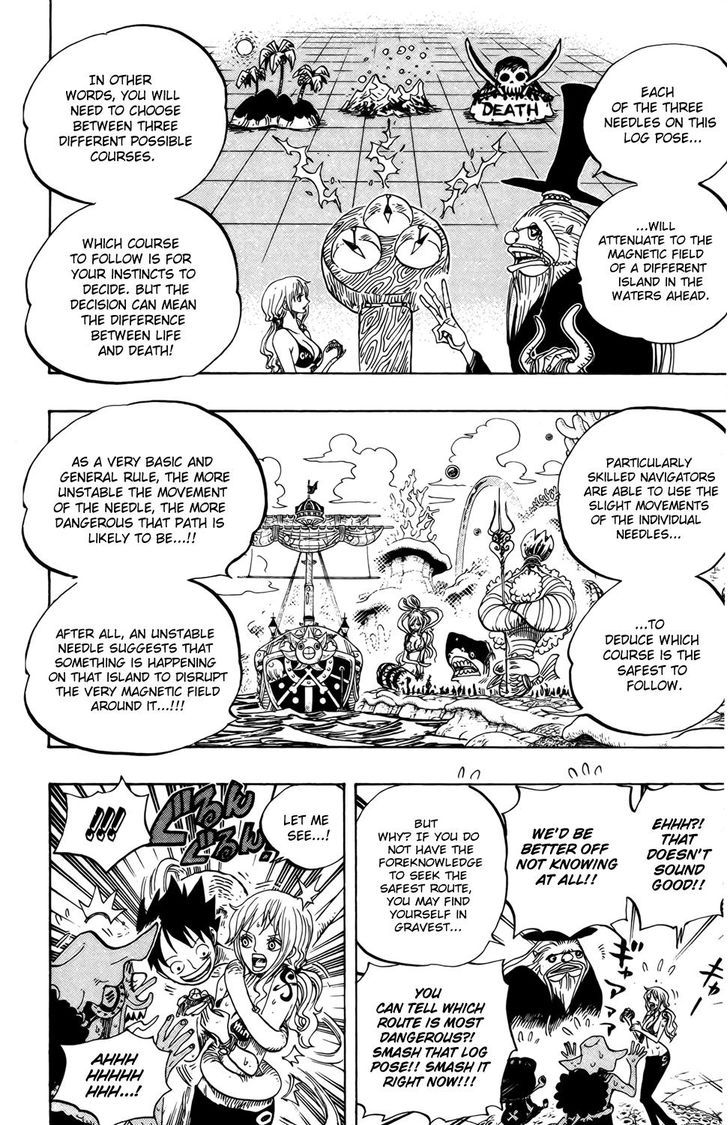 EACH
OF THE THREE
NEEDLES ON THIS
LOG POSE...
...WILL
ATTENUATE TO THE
MAGNETIC FIELD
OF A DIFFERENT
ISLAND IN THE
WATERS AHEAD.
DEATH
IN OTHER
WORDS, YOU WILL
NEED TO CHOOSE
BETWEEN THREE
DIFFERENT POSSIBLE
COURSES.
WHICH COURSE
TO FOLLOW IS FOR
YOUR INSTINCTS TO
DECIDE. BUT THE
DECISION CAN MEAN
THE DIFFERENCE
BETWEEN LIFE
AND DEATH!
PARTICULARLY
SKILLED NAVIGATORS
ARE ABLE TO USE THE
SLIGHT MOVEMENTS
OF THE INDIVIDUAL
NEEDLES...
...TO
DEDUCE WHICH
COURSE IS THE
SAFEST TO
FOLLOW.
AS A VERY BASIC AND
GENERAL RULE, THE MORE
UNSTABLE THE MOVEMENT
OF THE NEEDLE, THE MORE
DANGEROUS THAT PATH IS
LIKELY TO BE...!!
AFTER ALL, AN UNSTABLE
NEEDLE SUGGESTS THAT
SOMETHING IS HAPPENING
ON THAT ISLAND TO DISRUPT
THE VERY MAGNETIC FIELD
AROUND IT...!!!
EHHH?!
THAT
DOESN'T
SOUND
GOOD!!
WE'D BE
BETTER OFF
NOT KNOWING
AT ALL!!
BUT
WHY? IF YOU DO
NOT HAVE THE
FOREKNOWLEDGE
TO SEEK THE
SAFEST ROUTE,
YOU MAY FIND
YOURSELF IN
GRAVEST...
YOU
CAN TELL WHICH
ROUTE IS MOST
DANGEROUS?!
SMASH THAT LOG
POSE!! SMASH IT
RIGHT NOW!!!
LET ME
SEE...!
ぐるん
ぐるん
!!!
AHHH
HHHHH
HHH...!